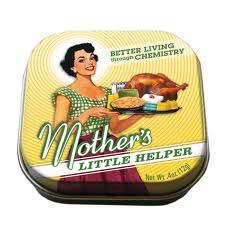 BETTER LIVING
through CHEMISTRY
Mother's
LITTLE HELPER
Net Wt. .4oz (12g)